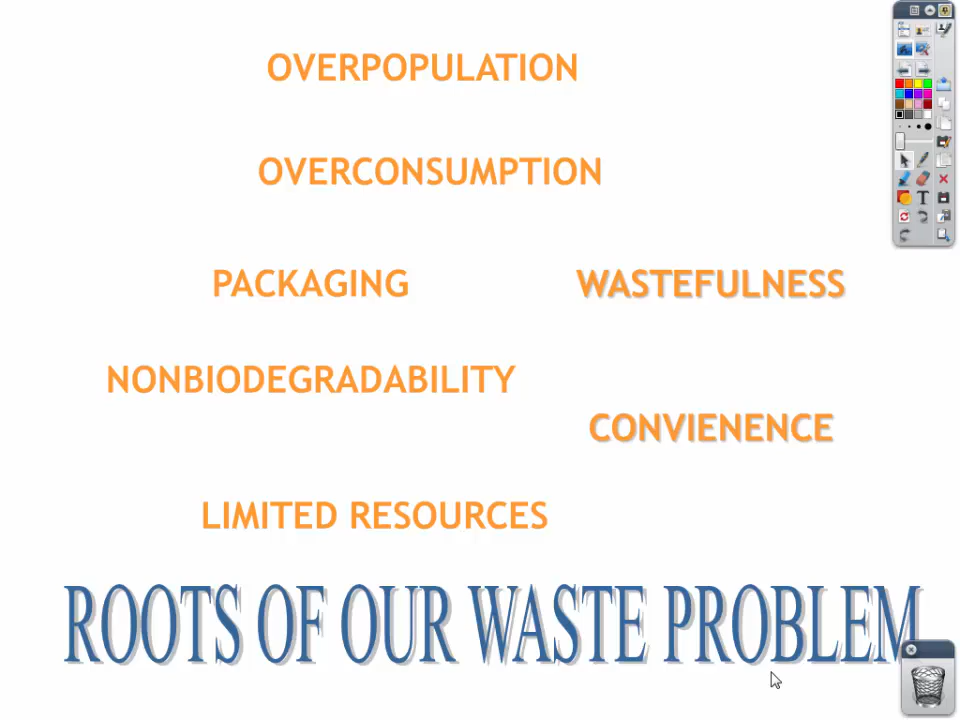 OVERPOPULATION
OVERCONSUMPTION
PACKAGING WASTEFULNESS
NONBIODEGRADABILITY
CONVIENENCE
LIMITED RESOURCES
ROOTS OF OUR WASTE PROBLEM